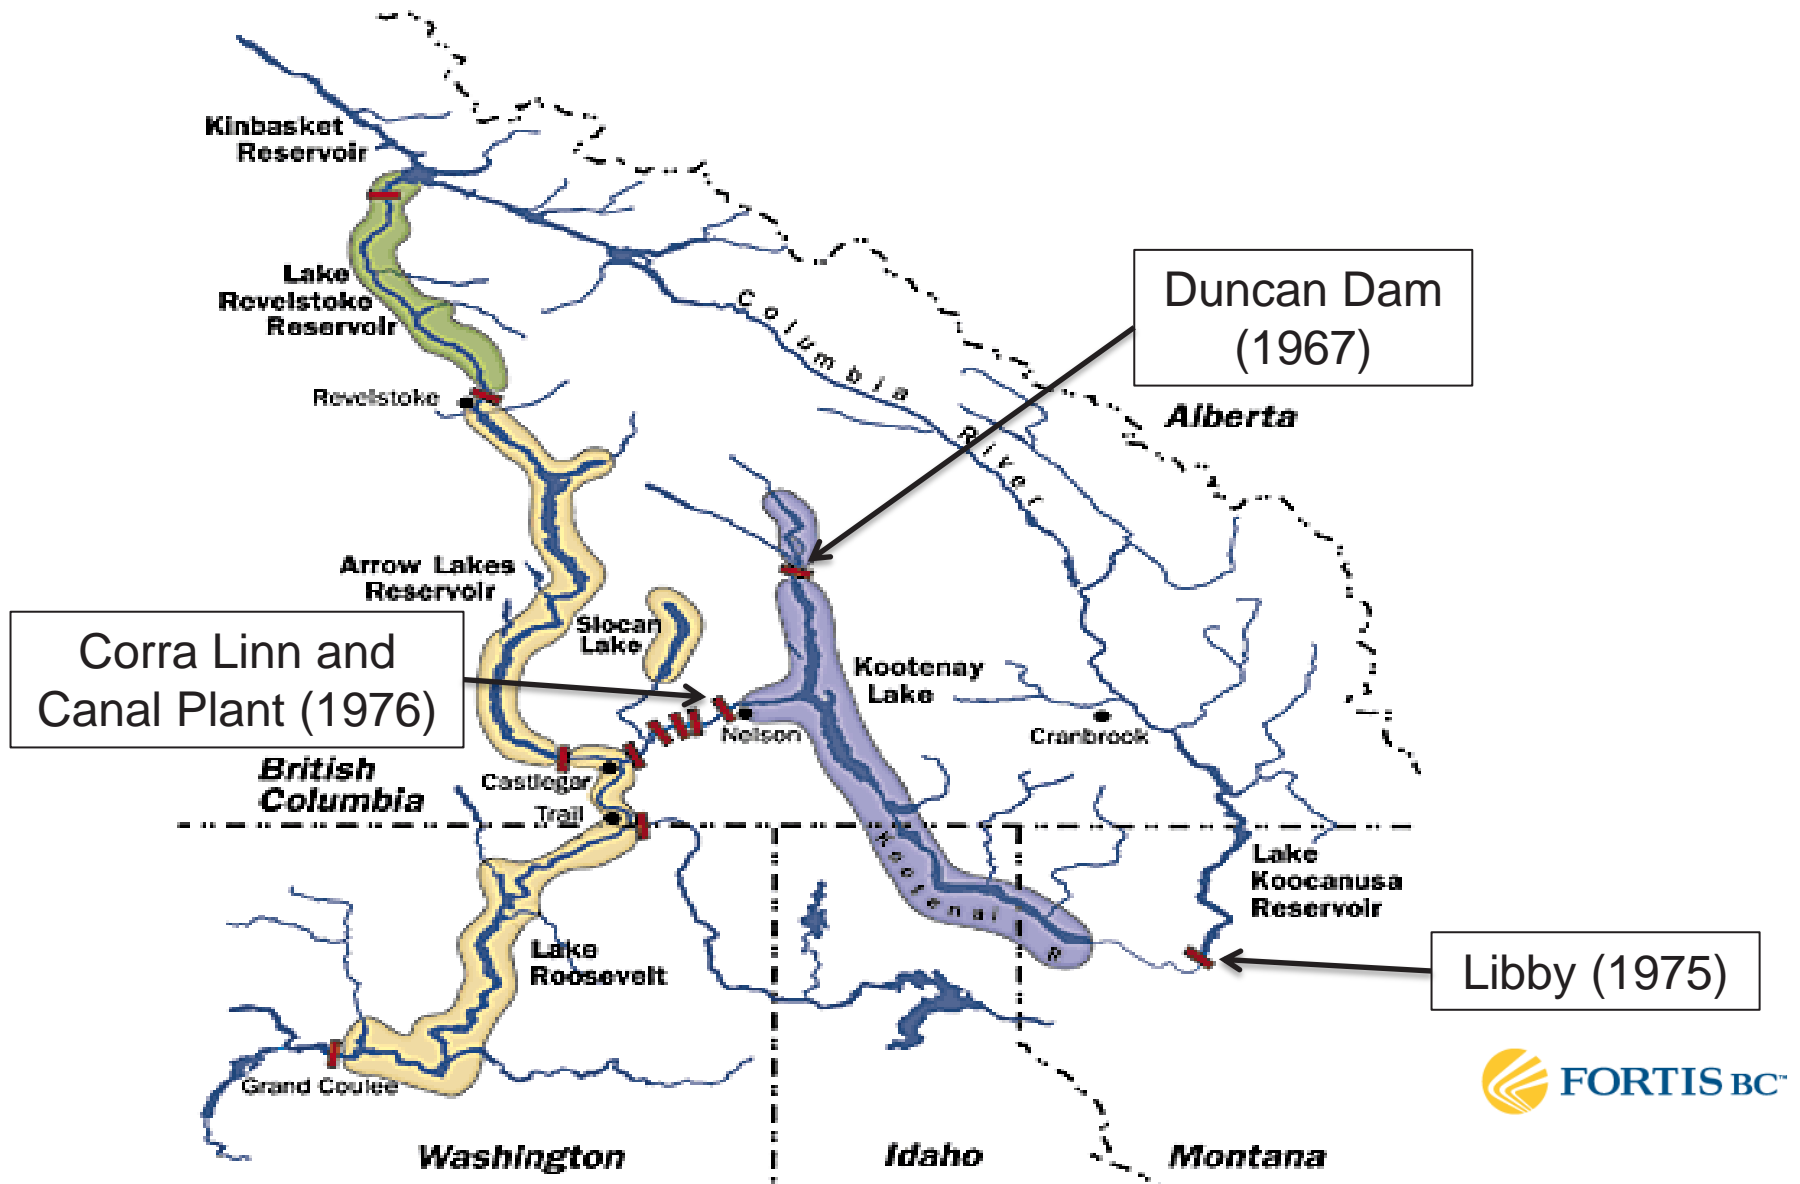 Kinbasket
Reservoir
Lake
Revelstoke
Reservoir
Columbia River
Duncan Dam
(1967)
Revelstoke
Alberta
Arrow Lakes
Reservoir
Slocan
Lake
Corra Linn and
Canal Plant (1976)
Kootenay
Lake
Nelson
Cranbrook
British
Columbia
Castlegar
Trail
Kootenai R
Lake
Koocanusa
Reservoir
Lake
Roosevelt
Libby (1975)
Grand Coulee
FORTIS BC™
Washington
Idaho
Montana